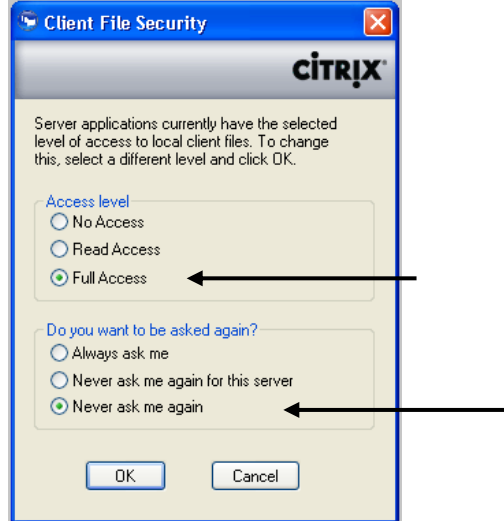 Client File Security
CİTRIX
Server applications currently have the selected
level of access to local client files. To change
this, select a different level and click OK.
Access level
No Access
Read Access
Full Access
Do you want to be asked again?
Always ask me
Never ask me again for this server
Never ask me again
OK
Cancel